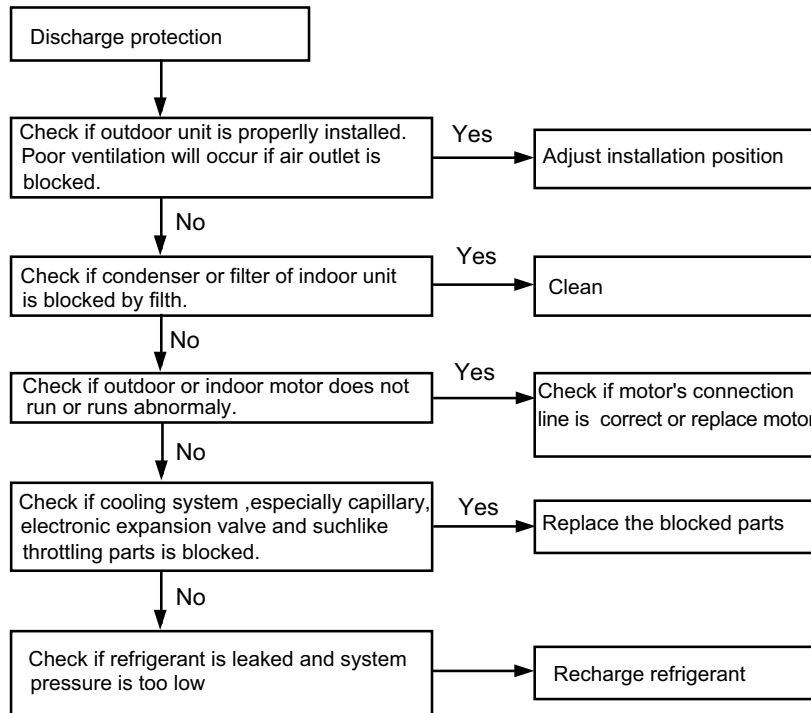 Discharge protection
Check if outdoor unit is properlly installed.
Poor ventilation will occur if air outlet is
blocked.
Yes
Adjust installation position
No
Check if condenser or filter of indoor unit
is blocked by filth.
Yes
Clean
No
Check if outdoor or indoor motor does not
run or runs abnormaly.
Yes
Check if motor's connection
line is correct or replace motor
No
Check if cooling system ,especially capillary,
electronic expansion valve and suchlike
throttling parts is blocked.
Yes
Replace the blocked parts
No
Check if refrigerant is leaked and system
pressure is too low
Recharge refrigerant